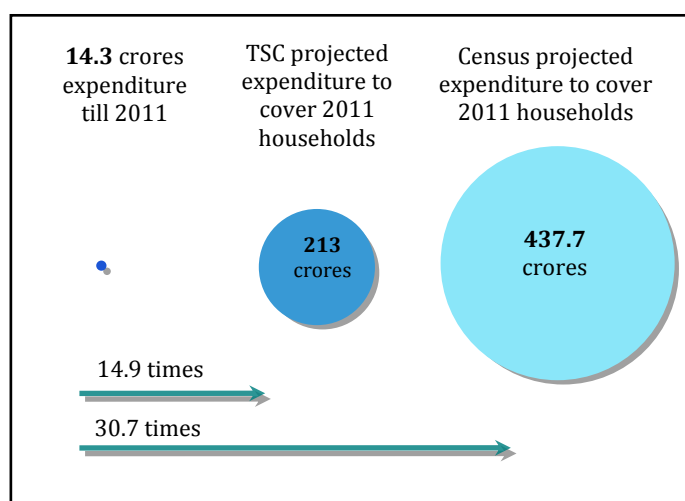 14.3 crores
expenditure
till 2011
TSC projected
expenditure to
cover 2011
households
Census projected
expenditure to cover
2011 households
213
crores
437.7
crores
14.9 times
30.7 times